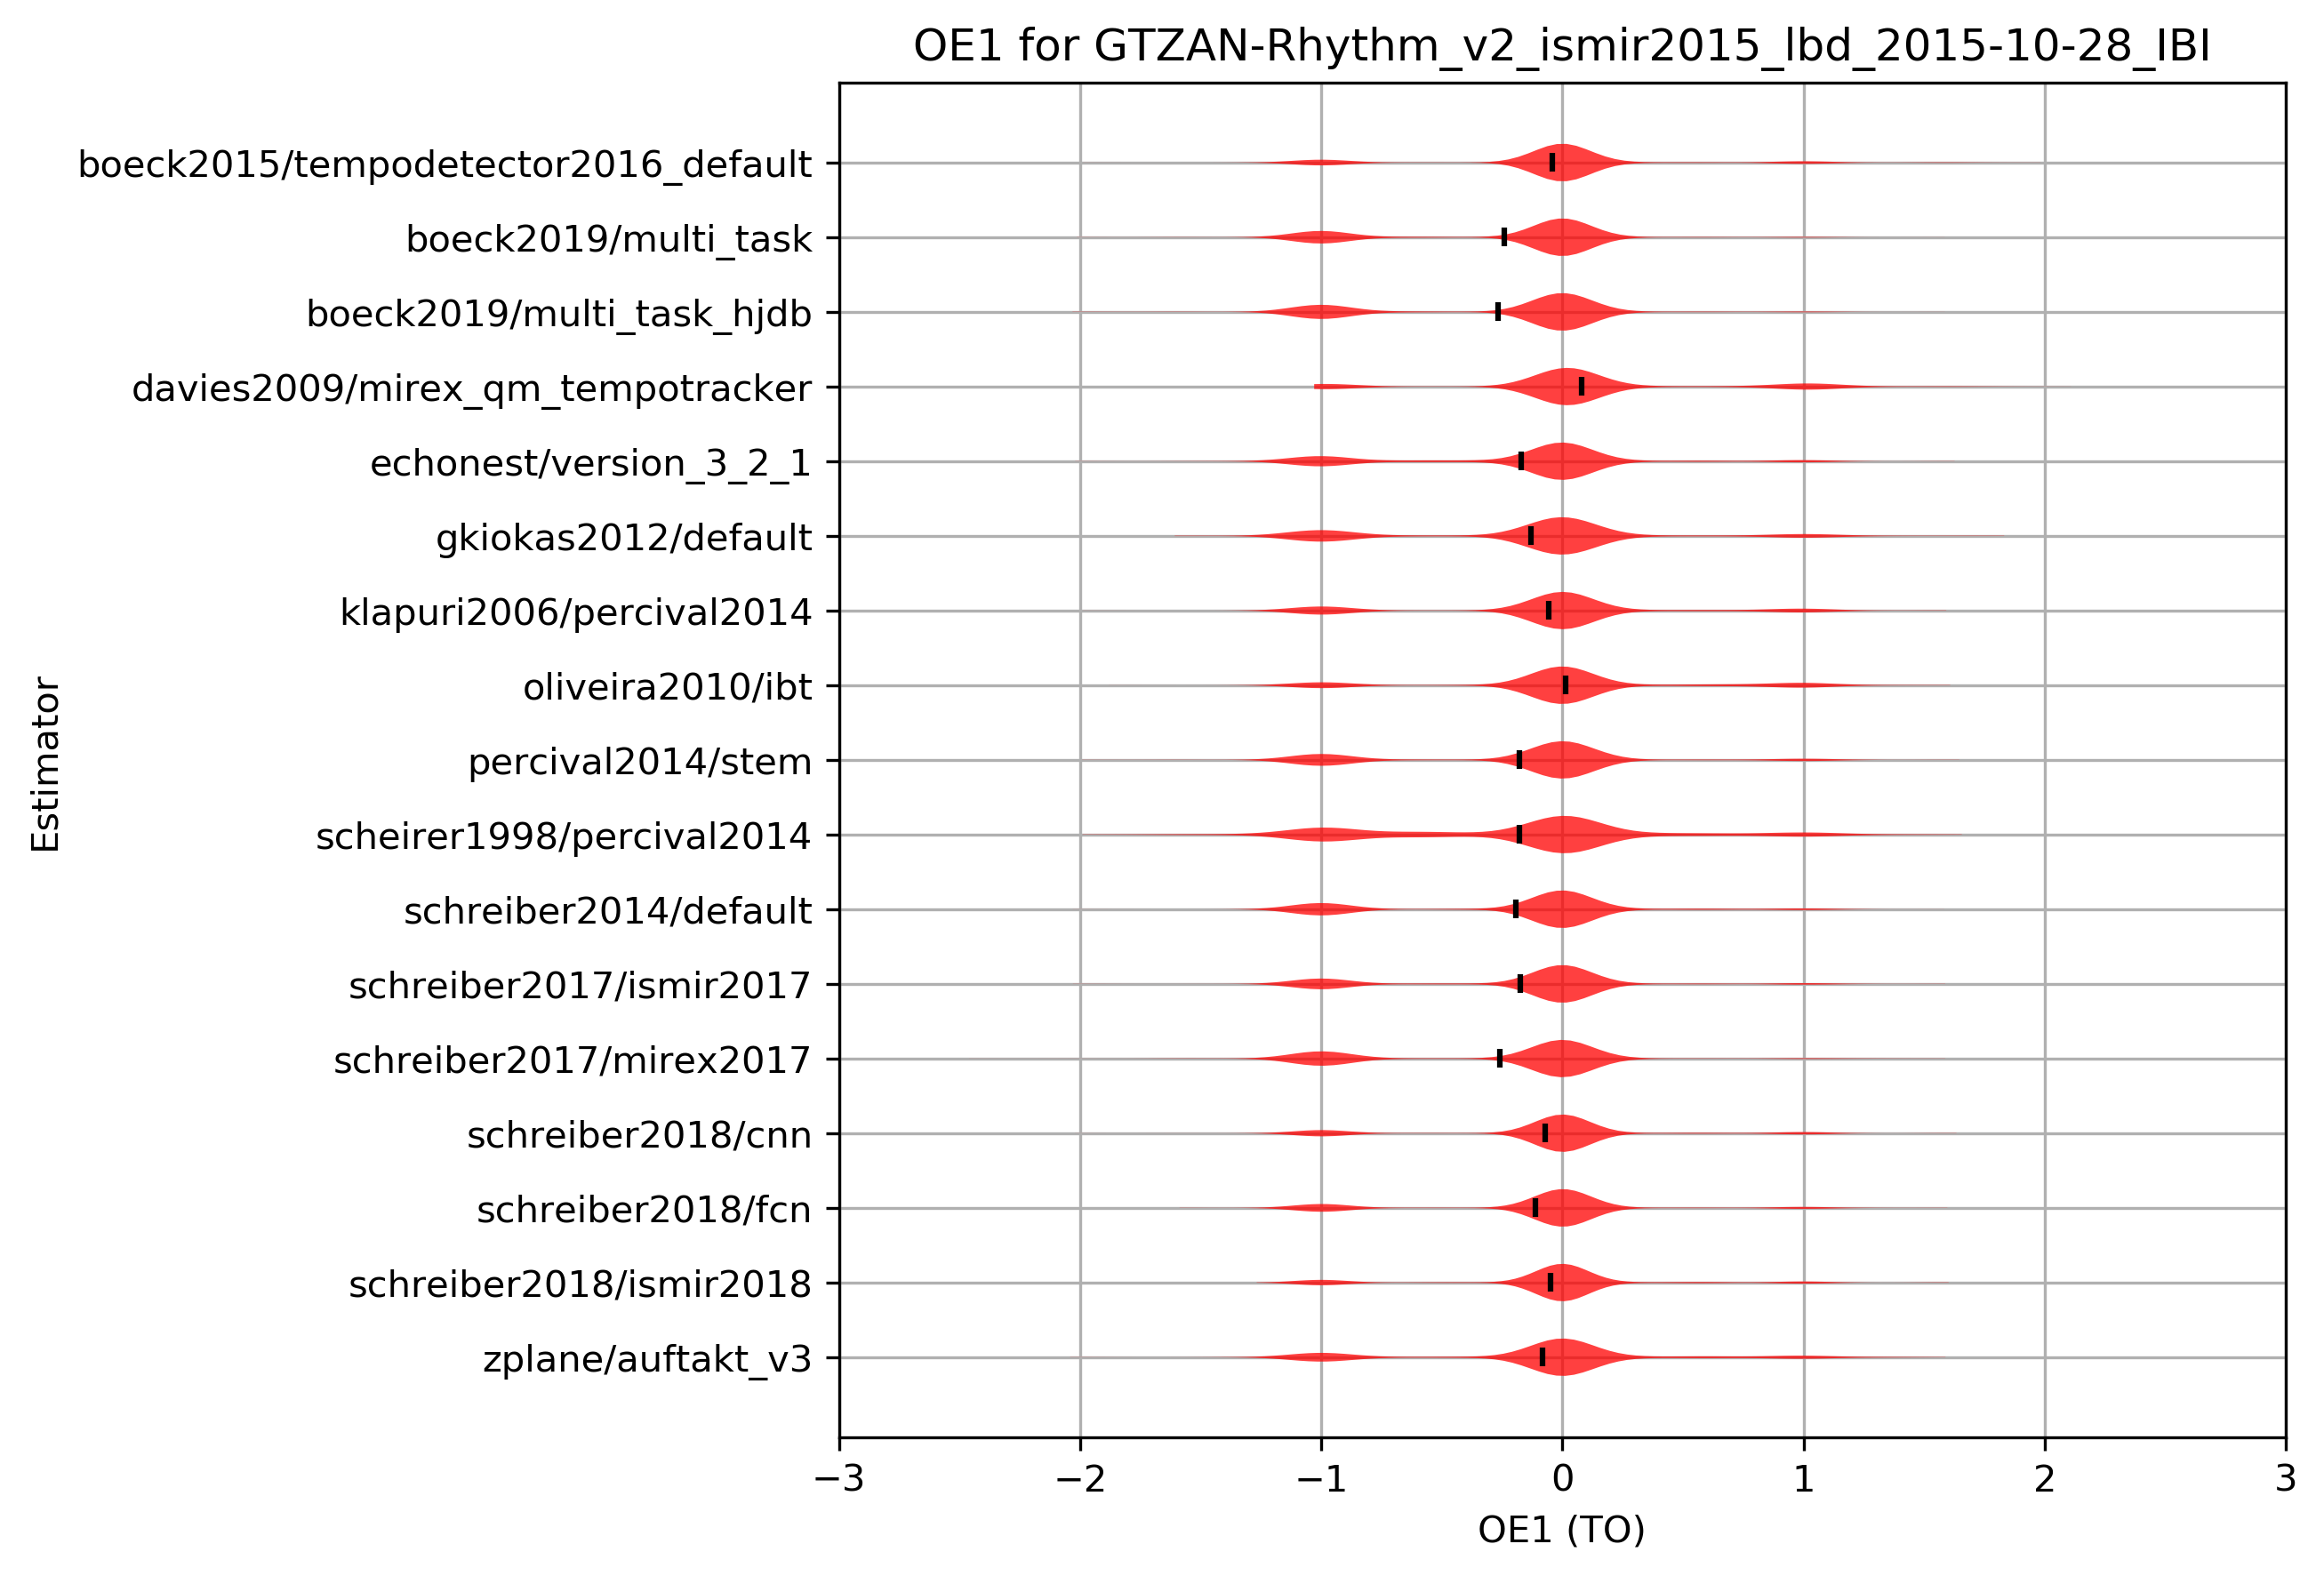 OE1 for GTZAN-Rhythm_v2_ismir2015_lbd_2015-10-28_IBI
Estimator
boeck2015/tempodetector2016_default
boeck2019/multi_task
boeck2019/multi_task_hjdb
davies2009/mirex_qm_tempotracker
echonest/version_3_2_1
gkiokas2012/default
klapuri2006/percival2014
oliveira2010/ibt
percival2014/stem
scheirer1998/percival2014
schreiber2014/default
schreiber2017/ismir2017
schreiber2017/mirex2017
schreiber2018/cnn
schreiber2018/fcn
schreiber2018/ismir2018
zplane/auftakt_v3
−3 −2 −1 0 1 2 3
OE1 (TO)